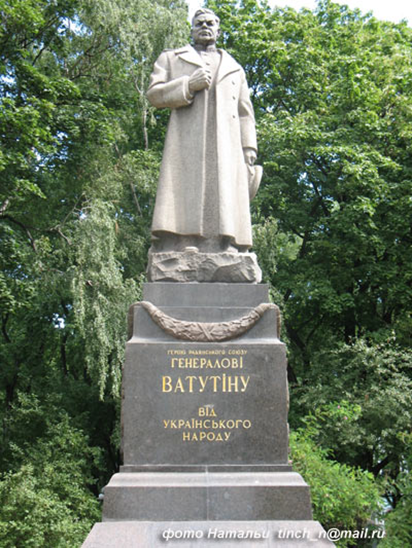 ГЕРОЮ РАДЯНСЬКОГО СОЮЗУ
ГЕНЕРАЛОВІ
ВАТУТІНУ
ВІД
УКРАЇНСЬКОГО
НАРОДУ
фото Натальи tinch_n@mail.ru